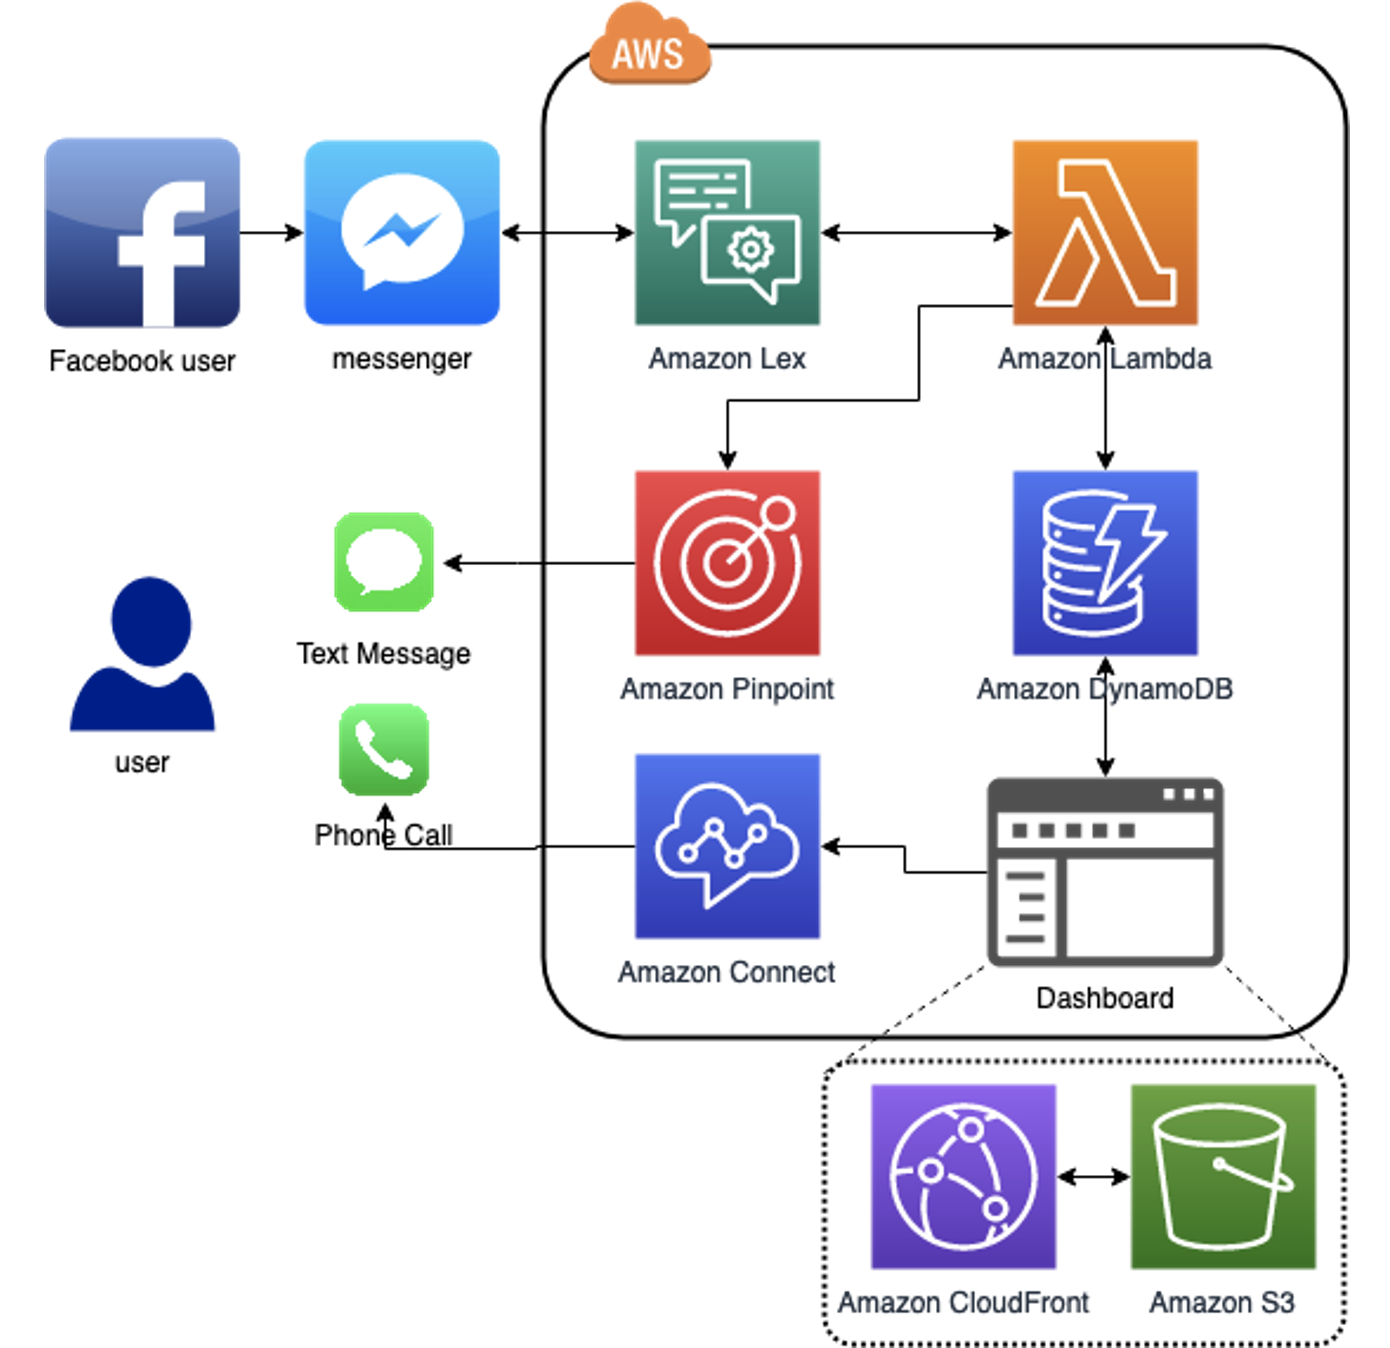 AWS
Facebook user
messenger
Amazon Lex
Amazon Lambda
Text Message
Amazon Pinpoint
Amazon DynamoDB
user
Phone Call
Amazon Connect
Dashboard
Amazon CloudFront
Amazon S3